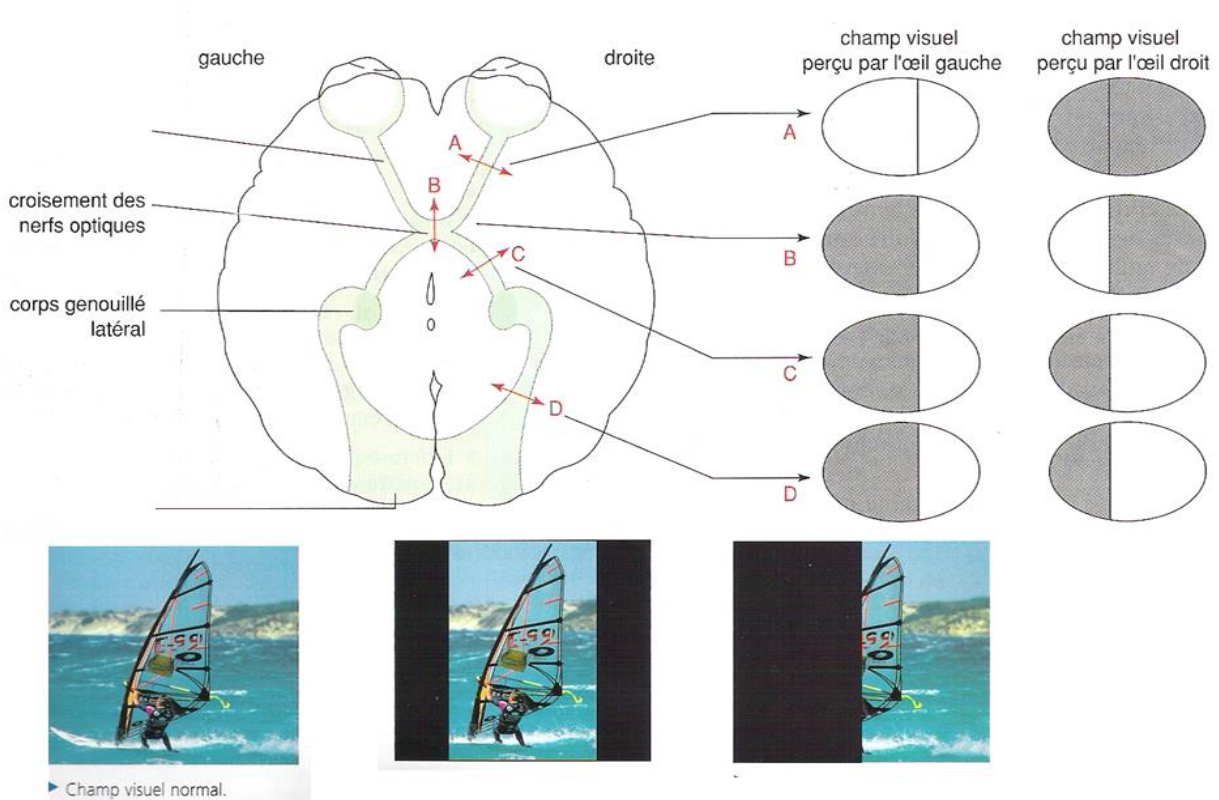 gauche
droite
champ visuel
perçu par l'œil gauche
champ visuel
perçu par l'œil droit
A
A
B
croisement des
nerfs optiques
B
C
C
corps genouillé
latéral
D
D
Champ visuel normal.